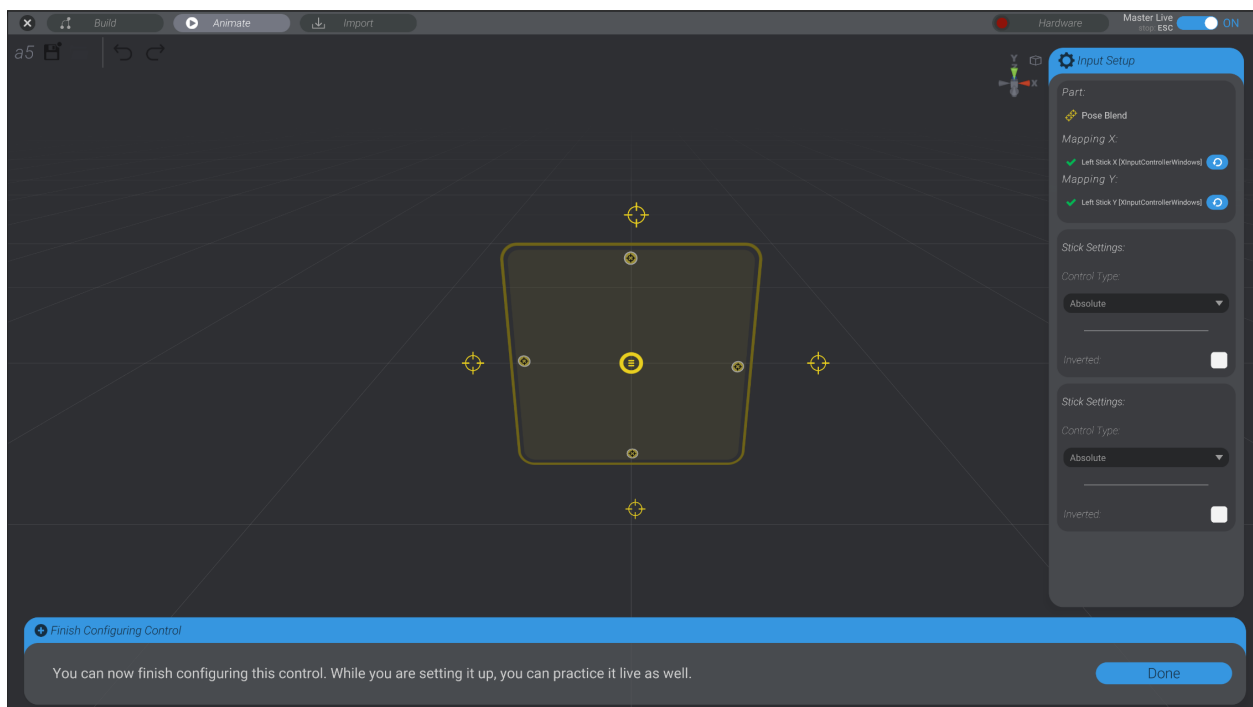 Build
Animate
Import
Hardware
Master Live
stop ESC
ON
a5
Y
Z
X
Input Setup
Part:
Pose Blend
Mapping X:
Left Stick X [XInputControllerWindows]
Mapping Y:
Left Stick Y [XInputControllerWindows]
Stick Settings:
Control Type:
Absolute
Inverted:
Stick Settings:
Control Type:
Absolute
Inverted:
Finish Configuring Control
You can now finish configuring this control. While you are setting it up, you can practice it live as well.
Done